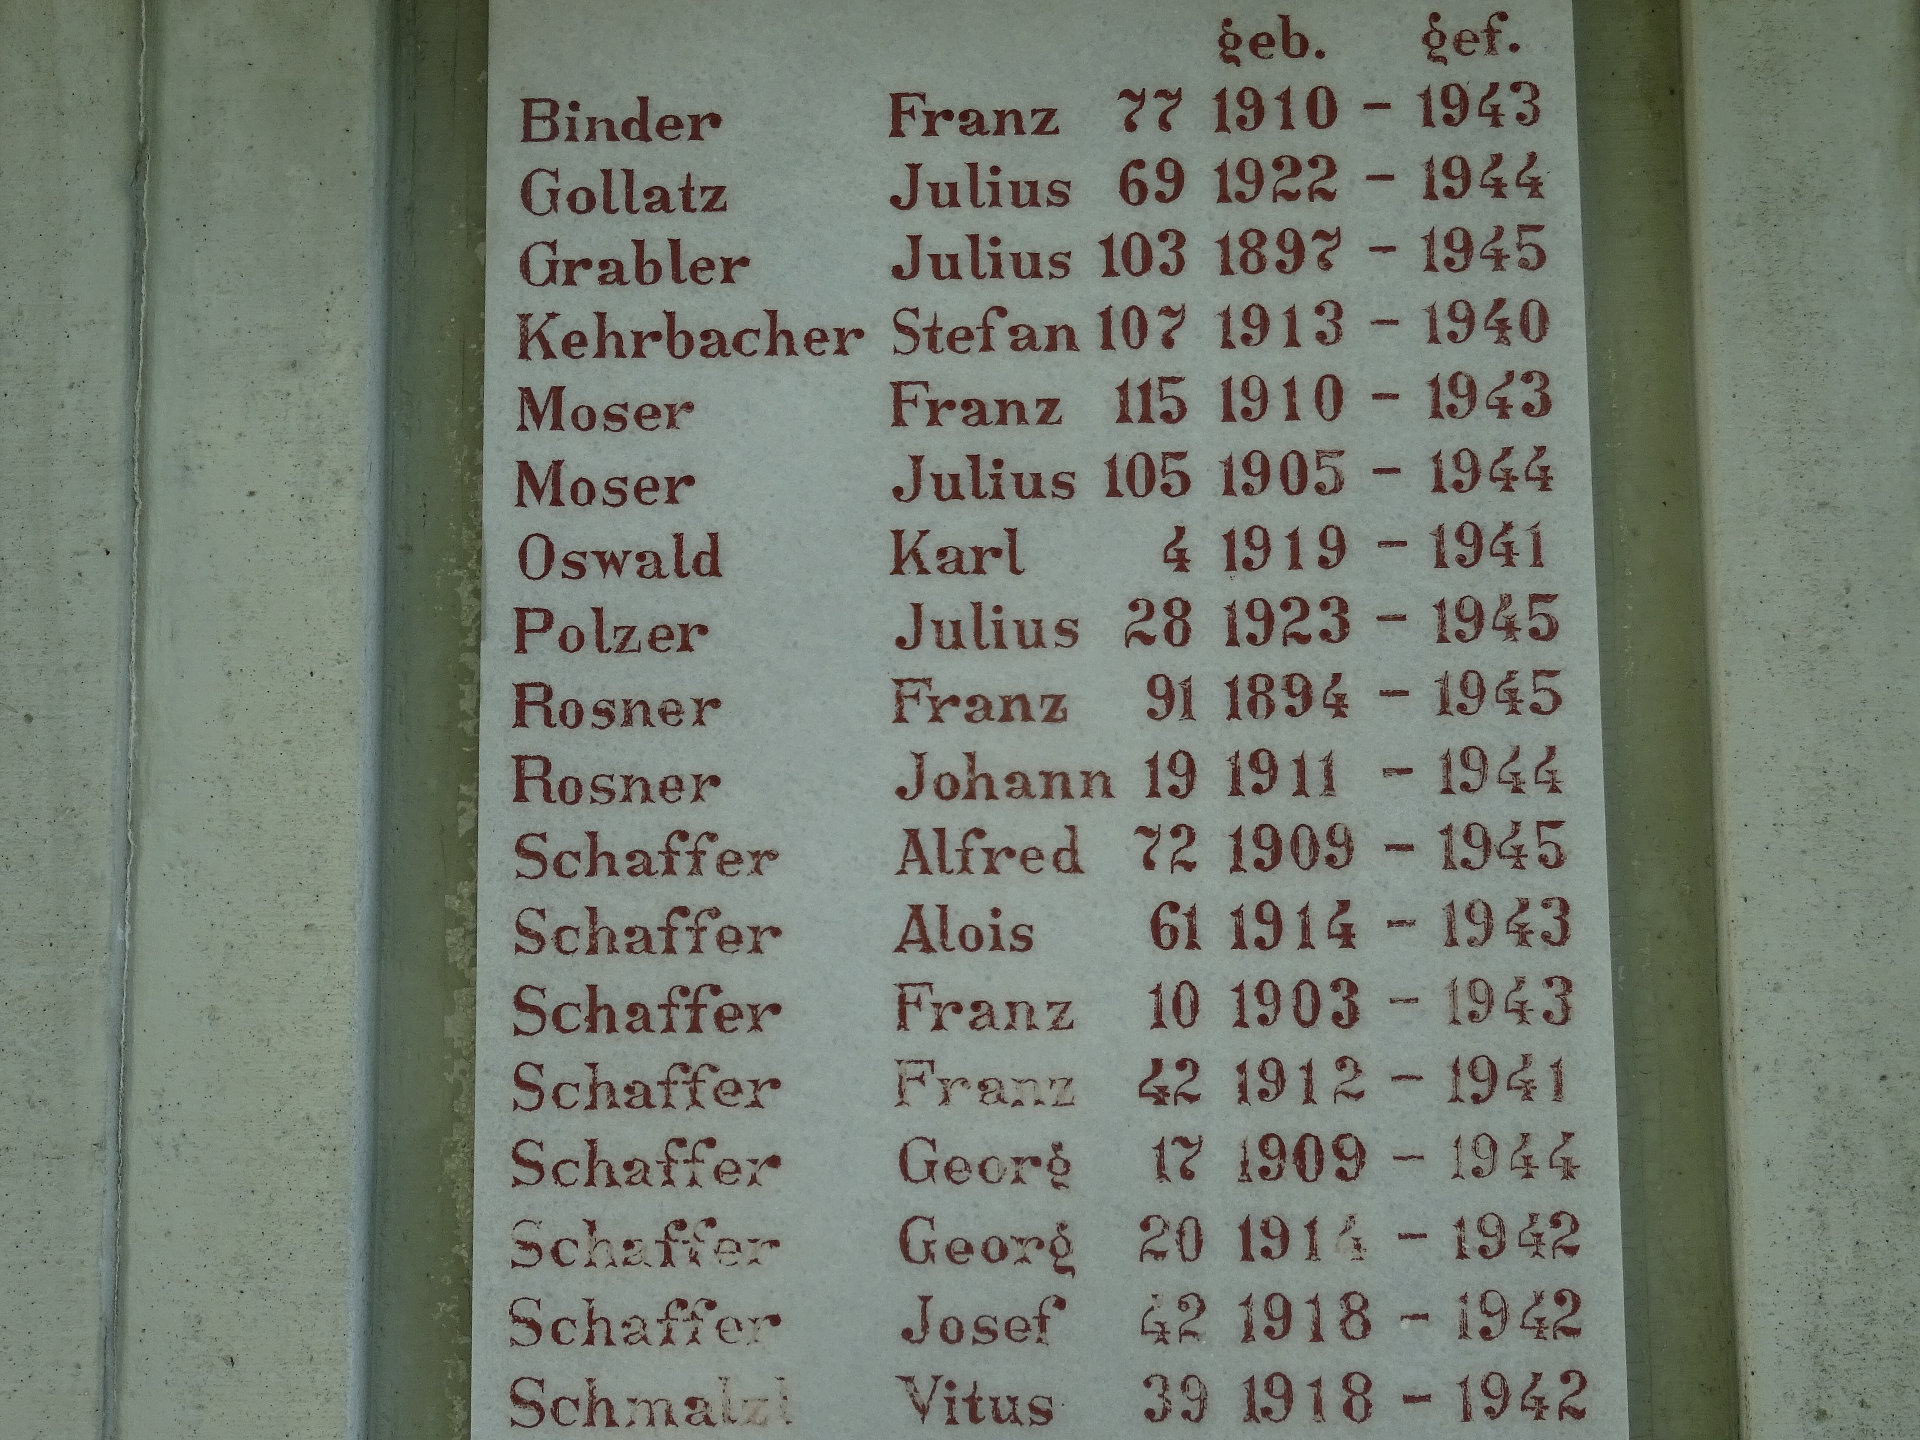 geb. gef.
Binder Franz 77 1910 - 1943
Gollatz Julius 69 1922 - 1944
Grabler Julius 103 1897 - 1945
Kehrbacher Stefan 107 1913 - 1940
Moser Franz 115 1910 - 1943
Moser Julius 105 1905 - 1944
Oswald Karl 4 1919 - 1941
Polzer Julius 28 1923 - 1945
Rosner Franz 91 1894 - 1945
Rosner Johann 19 1911 - 1944
Schaffer Alfred 72 1909 - 1945
Schaffer Alois 61 1914 - 1943
Schaffer Franz 10 1903 - 1943
Schaffer Franz 42 1912 - 1941
Schaffer Georg 17 1909 - 1944
Schaffer Georg 20 1914 - 1942
Schaffer Josef 42 1918 - 1942
Schmalzl Vitus 39 1918 - 1942